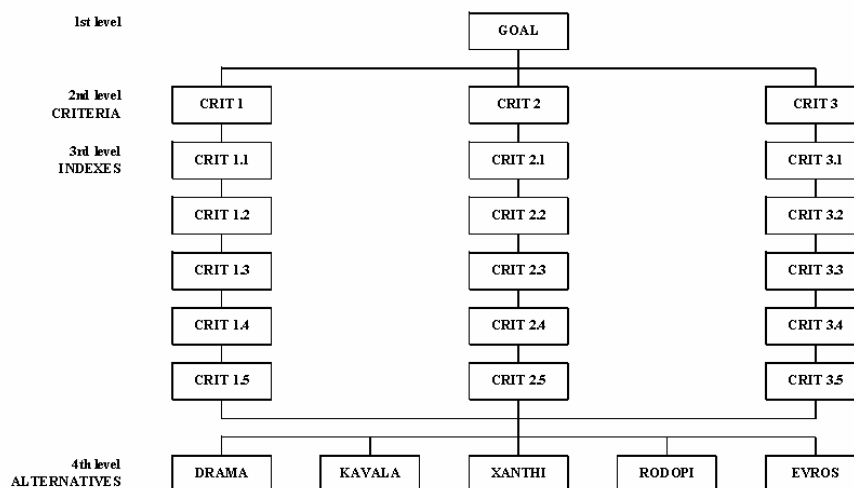 1st level
GOAL
2nd level
CRITERIA
CRIT 1
CRIT 2
CRIT 3
3rd level
INDEXES
CRIT 1.1
CRIT 2.1
CRIT 3.1
CRIT 1.2
CRIT 2.2
CRIT 3.2
CRIT 1.3
CRIT 2.3
CRIT 3.3
CRIT 1.4
CRIT 2.4
CRIT 3.4
CRIT 1.5
CRIT 2.5
CRIT 3.5
4th level
ALTERNATIVES
DRAMA
KAVALA
XANTHI
RODOPI
EVROS